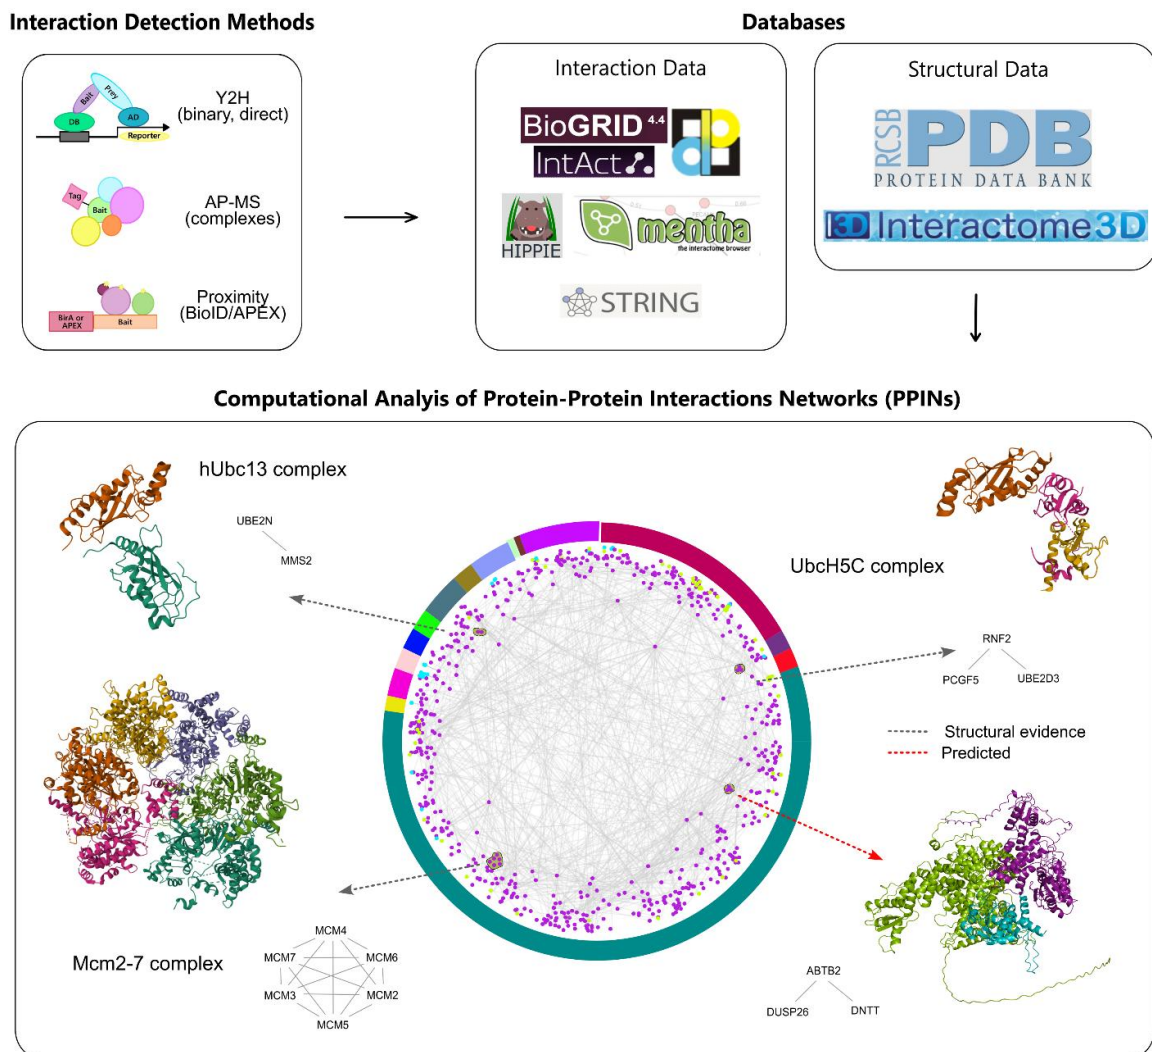 Interaction Detection Methods
Databases
Bait
Prey
DB
AD
Reporter
Y2H
(binary, direct)
Tag
Bait
AP-MS
(complexes)
BirA or
APEX
Bait
Proximity
(BioID/APEX)
Interaction Data
BioGRID 4.4
IntAct
HIPPIE
mentha
the interactome browser
STRING
Structural Data
RCSB
PDB
PROTEIN DATA BANK
I3D Interactome3D
Computational Analyis of Protein-Protein Interactions Networks (PPINs)
hUbc13 complex
UBE2N
MMS2
UbcH5C complex
RNF2
PCGF5
UBE2D3
Structural evidence
Predicted
Mcm2-7 complex
MCM4
MCM7
MCM6
MCM3
MCM2
MCM5
ABTB2
DUSP26
DNTT